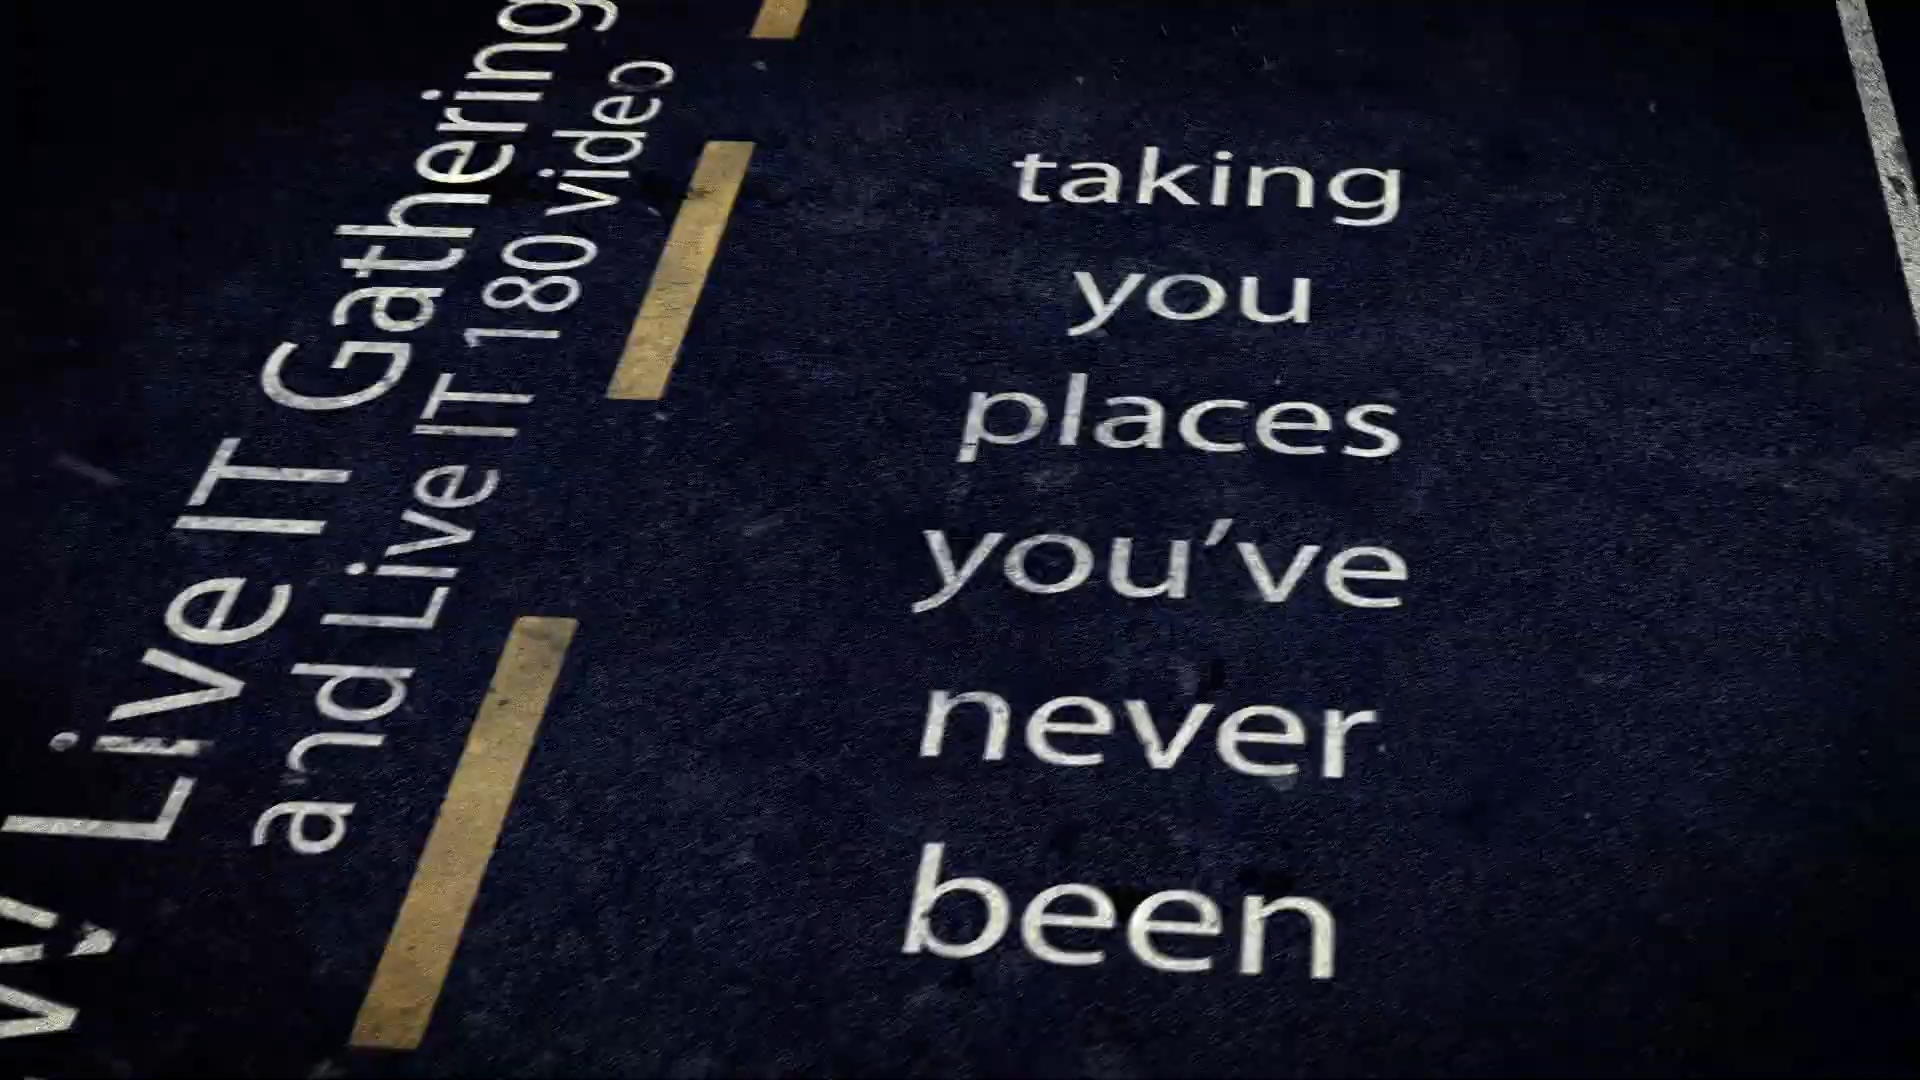 Live IT Gathering
and Live IT 180 video
taking
you
places
you've
never
been